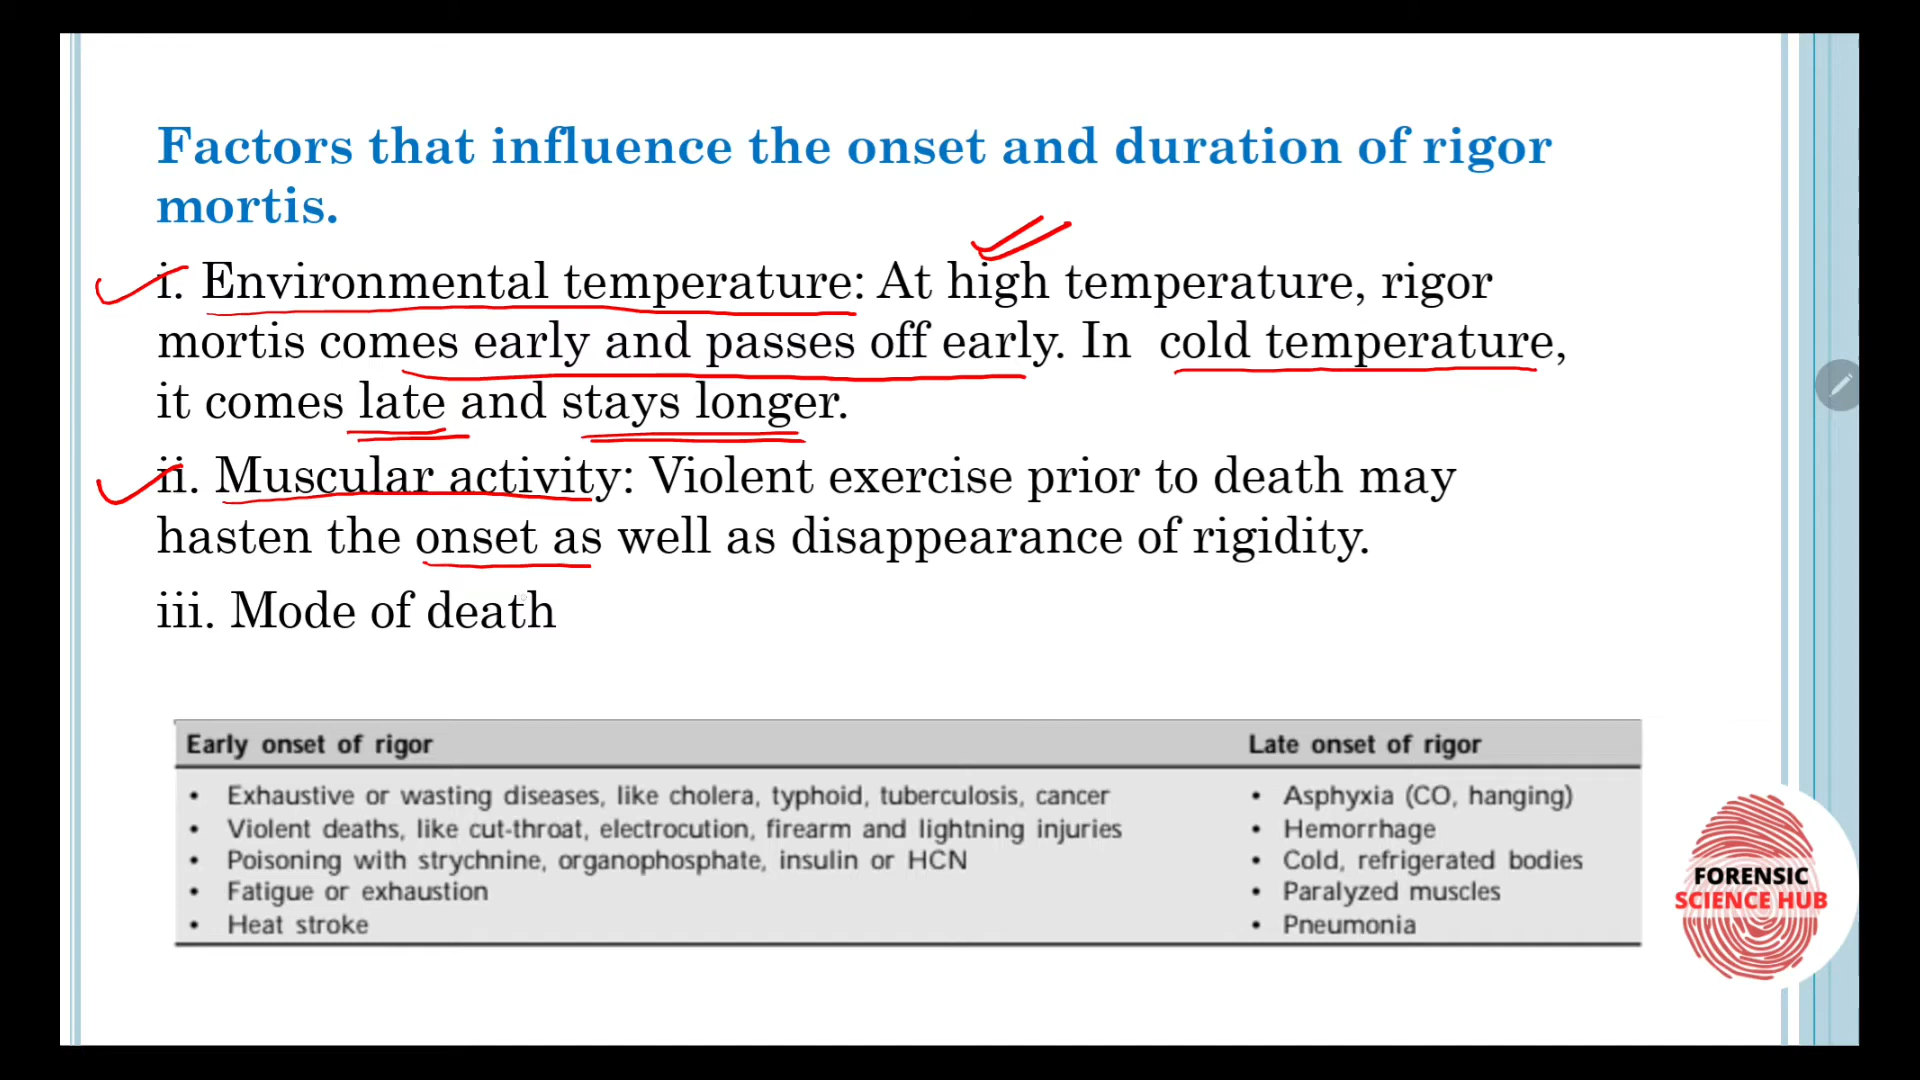 Factors that influence the onset and duration of rigor
mortis.
i. Environmental temperature: At high temperature, rigor
mortis comes early and passes off early. In cold temperature,
it comes late and stays longer.
ii. Muscular activity: Violent exercise prior to death may
hasten the onset as well as disappearance of rigidity.
iii. Mode of death
Early onset of rigor
• Exhaustive or wasting diseases, like cholera, typhoid, tuberculosis, cancer
• Violent deaths, like cut-throat, electrocution, firearm and lightning injuries
• Poisoning with strychnine, organophosphate, insulin or HCN
• Fatigue or exhaustion
• Heat stroke
Late onset of rigor
• Asphyxia (CO, hanging)
• Hemorrhage
• Cold, refrigerated bodies
• Paralyzed muscles
• Pneumonia
FORENSIC
SCIENCE HUB